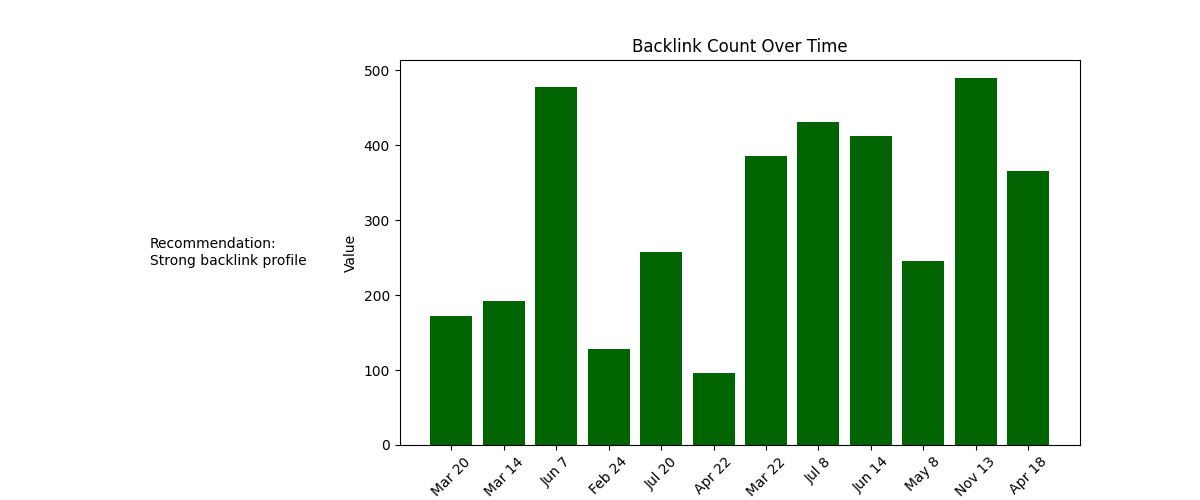 Backlink Count Over Time
Recommendation:
Strong backlink profile
Value
500
400
300
200
100
0
Mar 20
Mar 14
Jun 7
Feb 24
Jul 20
Apr 22
Mar 22
Jul 8
Jun 14
May 8
Nov 13
Apr 18